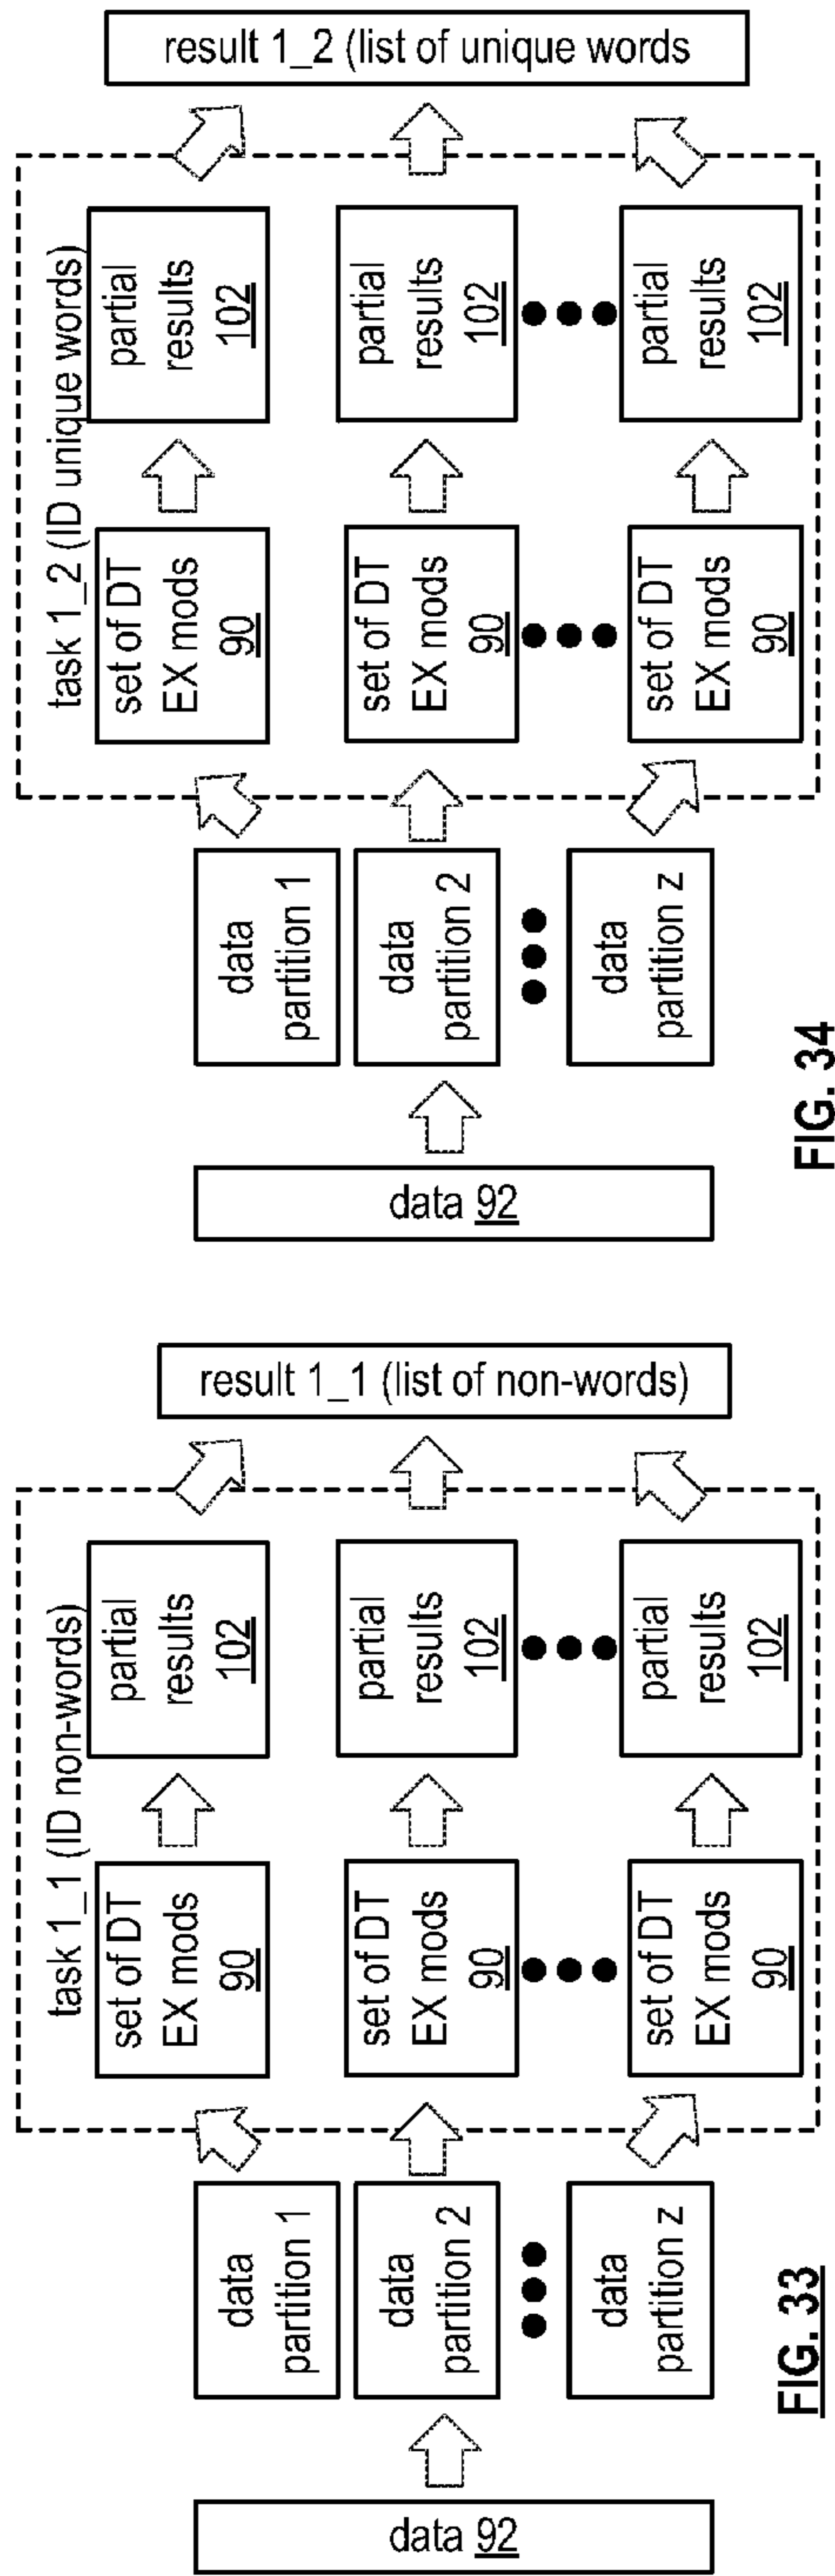 task 1_1 (ID non-words)
data 92
data
partition 1
data
partition 2
data
partition z
set of DT
EX mods
90
set of DT
EX mods
90
set of DT
EX mods
90
partial
results
102
partial
results
102
partial
results
102
result 1_1 (list of non-words)
FIG. 33
task 1_2 (ID unique words)
data 92
data
partition 1
data
partition 2
data
partition z
set of DT
EX mods
90
set of DT
EX mods
90
set of DT
EX mods
90
partial
results
102
partial
results
102
partial
results
102
result 1_2 (list of unique words
FIG. 34